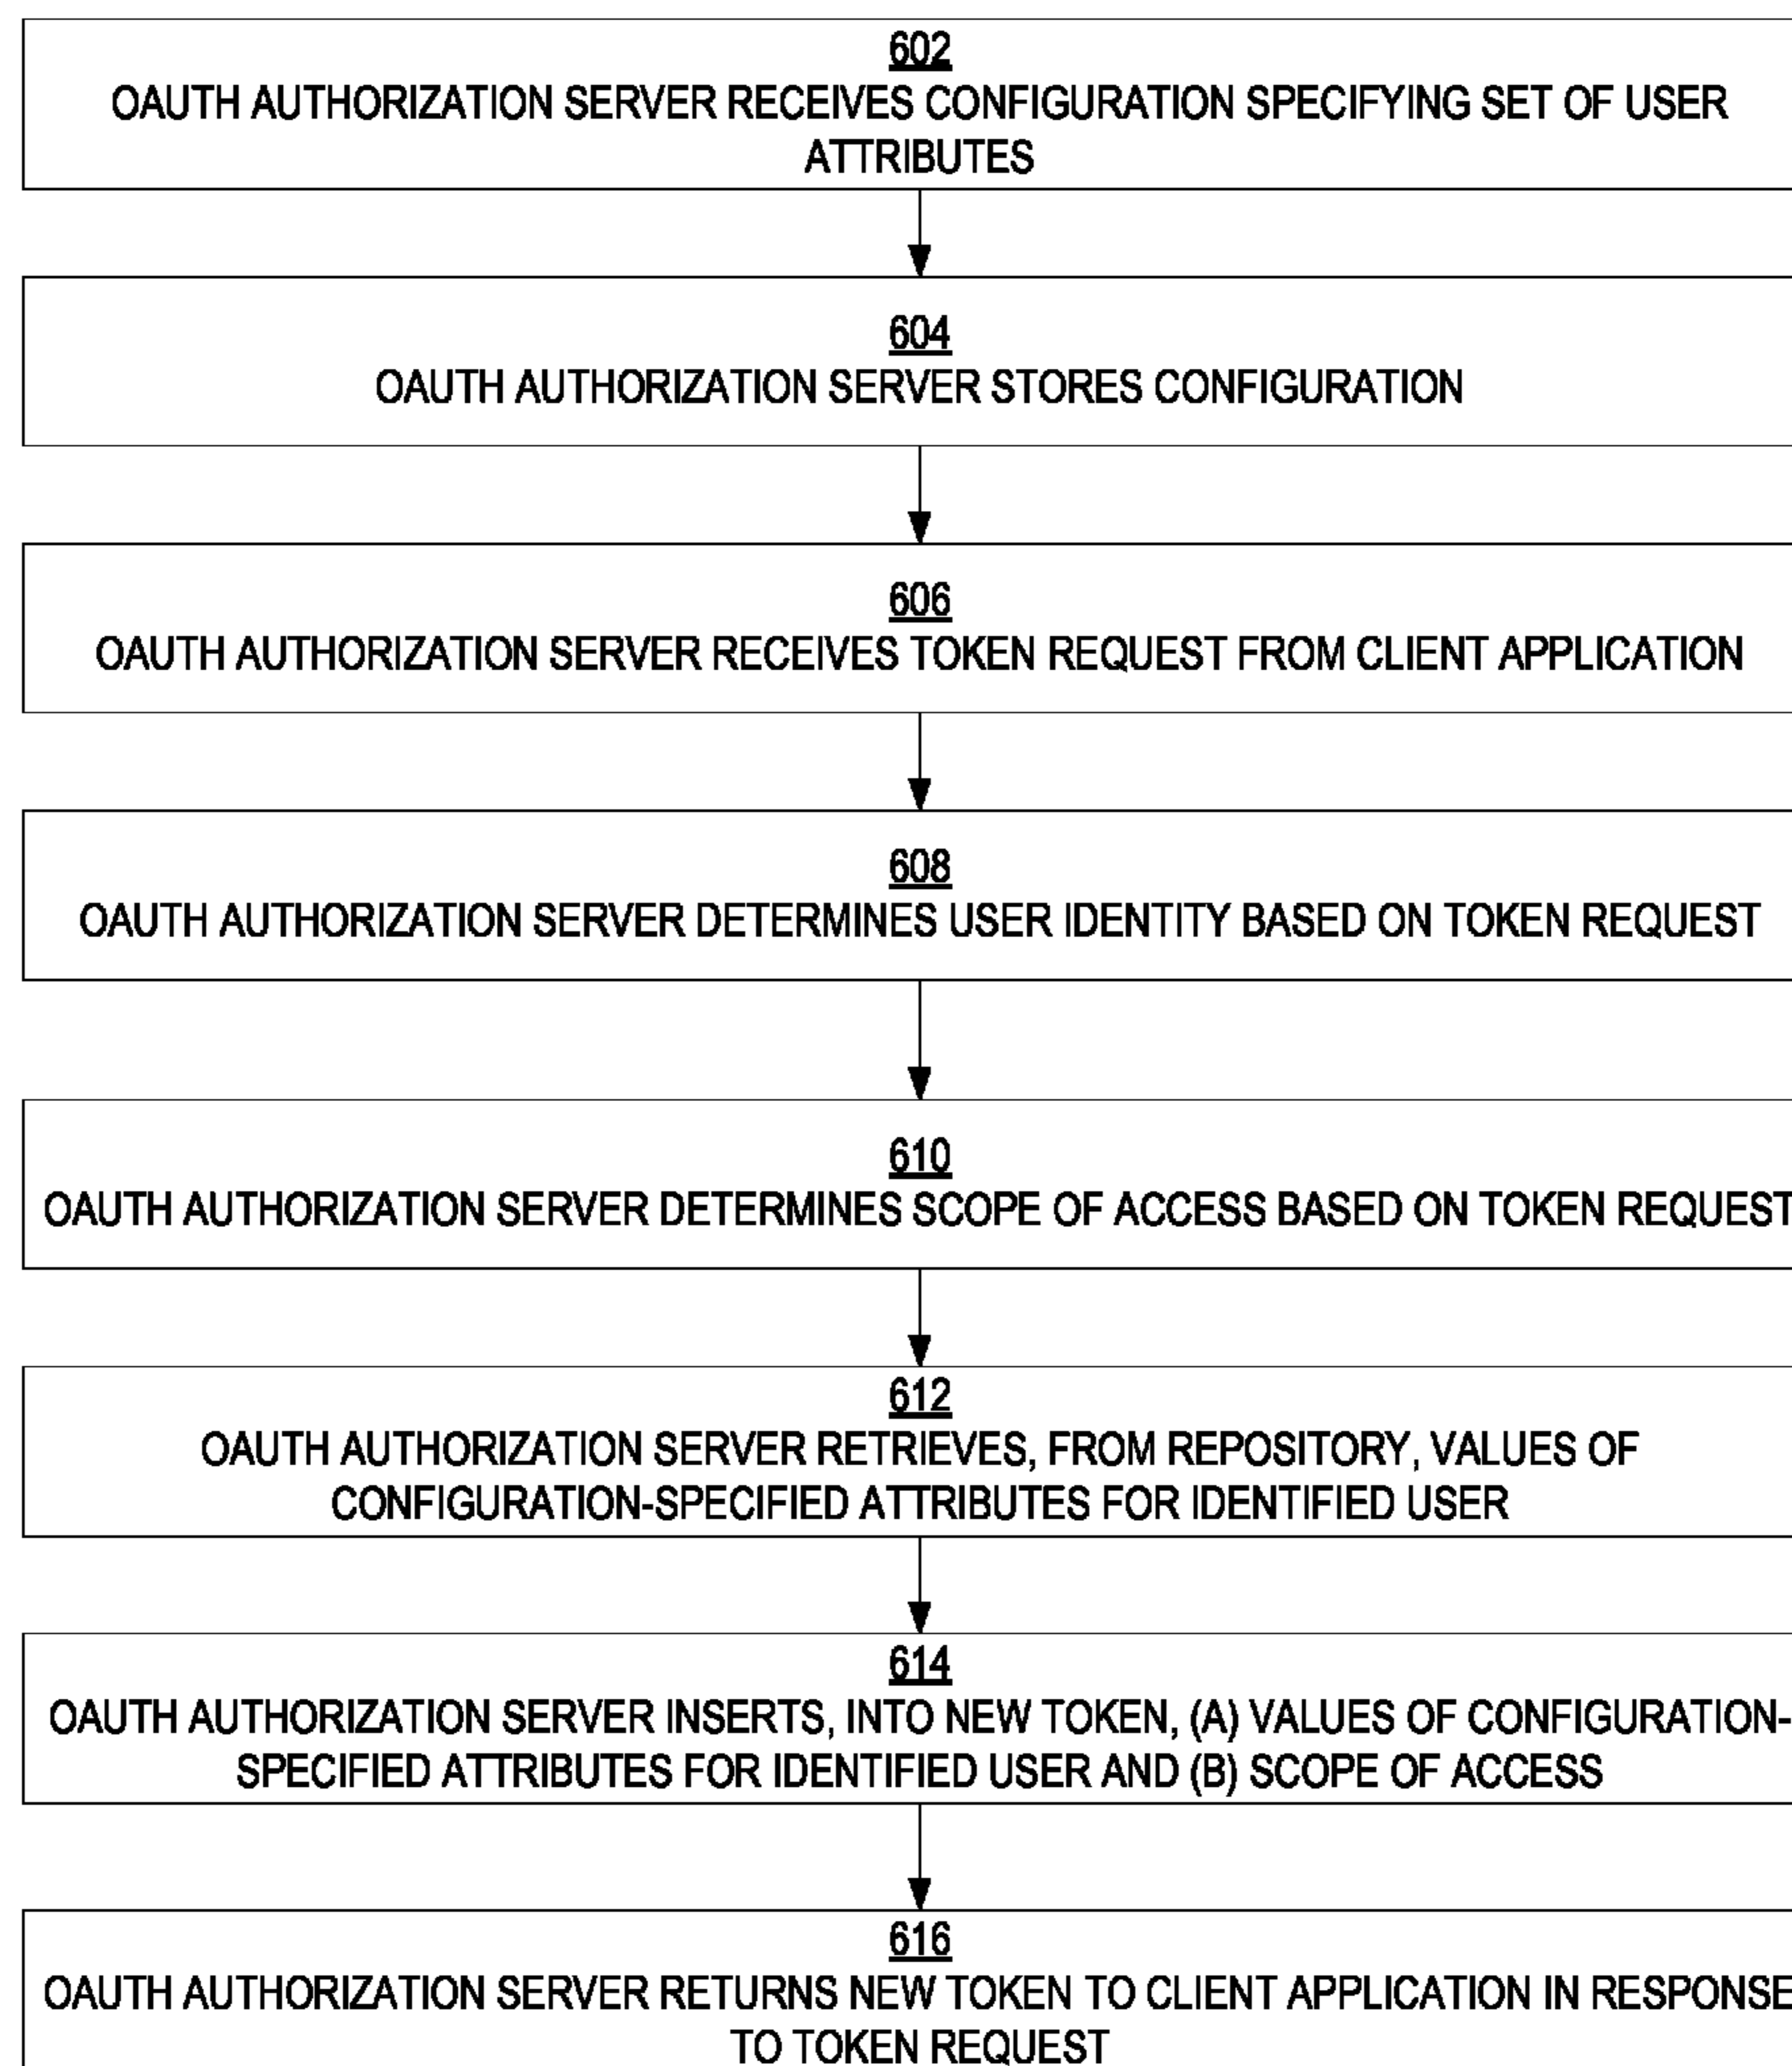 602
OAUTH AUTHORIZATION SERVER RECEIVES CONFIGURATION SPECIFYING SET OF USER
ATTRIBUTES
604
OAUTH AUTHORIZATION SERVER STORES CONFIGURATION
606
OAUTH AUTHORIZATION SERVER RECEIVES TOKEN REQUEST FROM CLIENT APPLICATION
608
OAUTH AUTHORIZATION SERVER DETERMINES USER IDENTITY BASED ON TOKEN REQUEST
610
OAUTH AUTHORIZATION SERVER DETERMINES SCOPE OF ACCESS BASED ON TOKEN REQUEST
612
OAUTH AUTHORIZATION SERVER RETRIEVES, FROM REPOSITORY, VALUES OF
CONFIGURATION-SPECIFIED ATTRIBUTES FOR IDENTIFIED USER
614
OAUTH AUTHORIZATION SERVER INSERTS, INTO NEW TOKEN, (A) VALUES OF CONFIGURATION-
SPECIFIED ATTRIBUTES FOR IDENTIFIED USER AND (B) SCOPE OF ACCESS
616
OAUTH AUTHORIZATION SERVER RETURNS NEW TOKEN TO CLIENT APPLICATION IN RESPONSE
TO TOKEN REQUEST